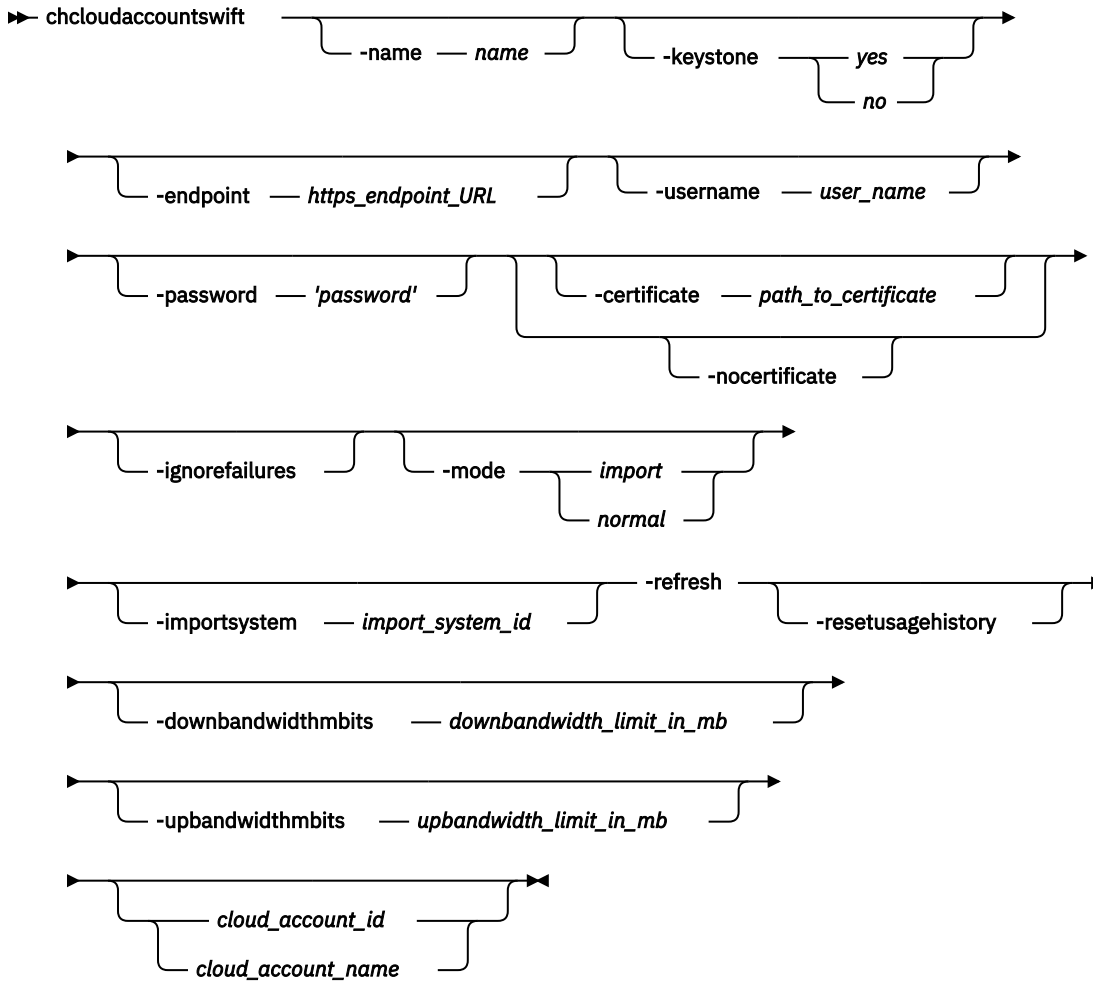 chcloudaccountswift -name name -keystone yes
no
-endpoint https_endpoint_URL -username user_name
-password 'password' -certificate path_to_certificate
-nocertificate
-ignorefailures -mode import
normal
-refresh
-importsystem import_system_id -resetusagehistory
-downbandwidthmbits downbandwidth_limit_in_mb
-upbandwidthmbits upbandwidth_limit_in_mb
cloud_account_id
cloud_account_name